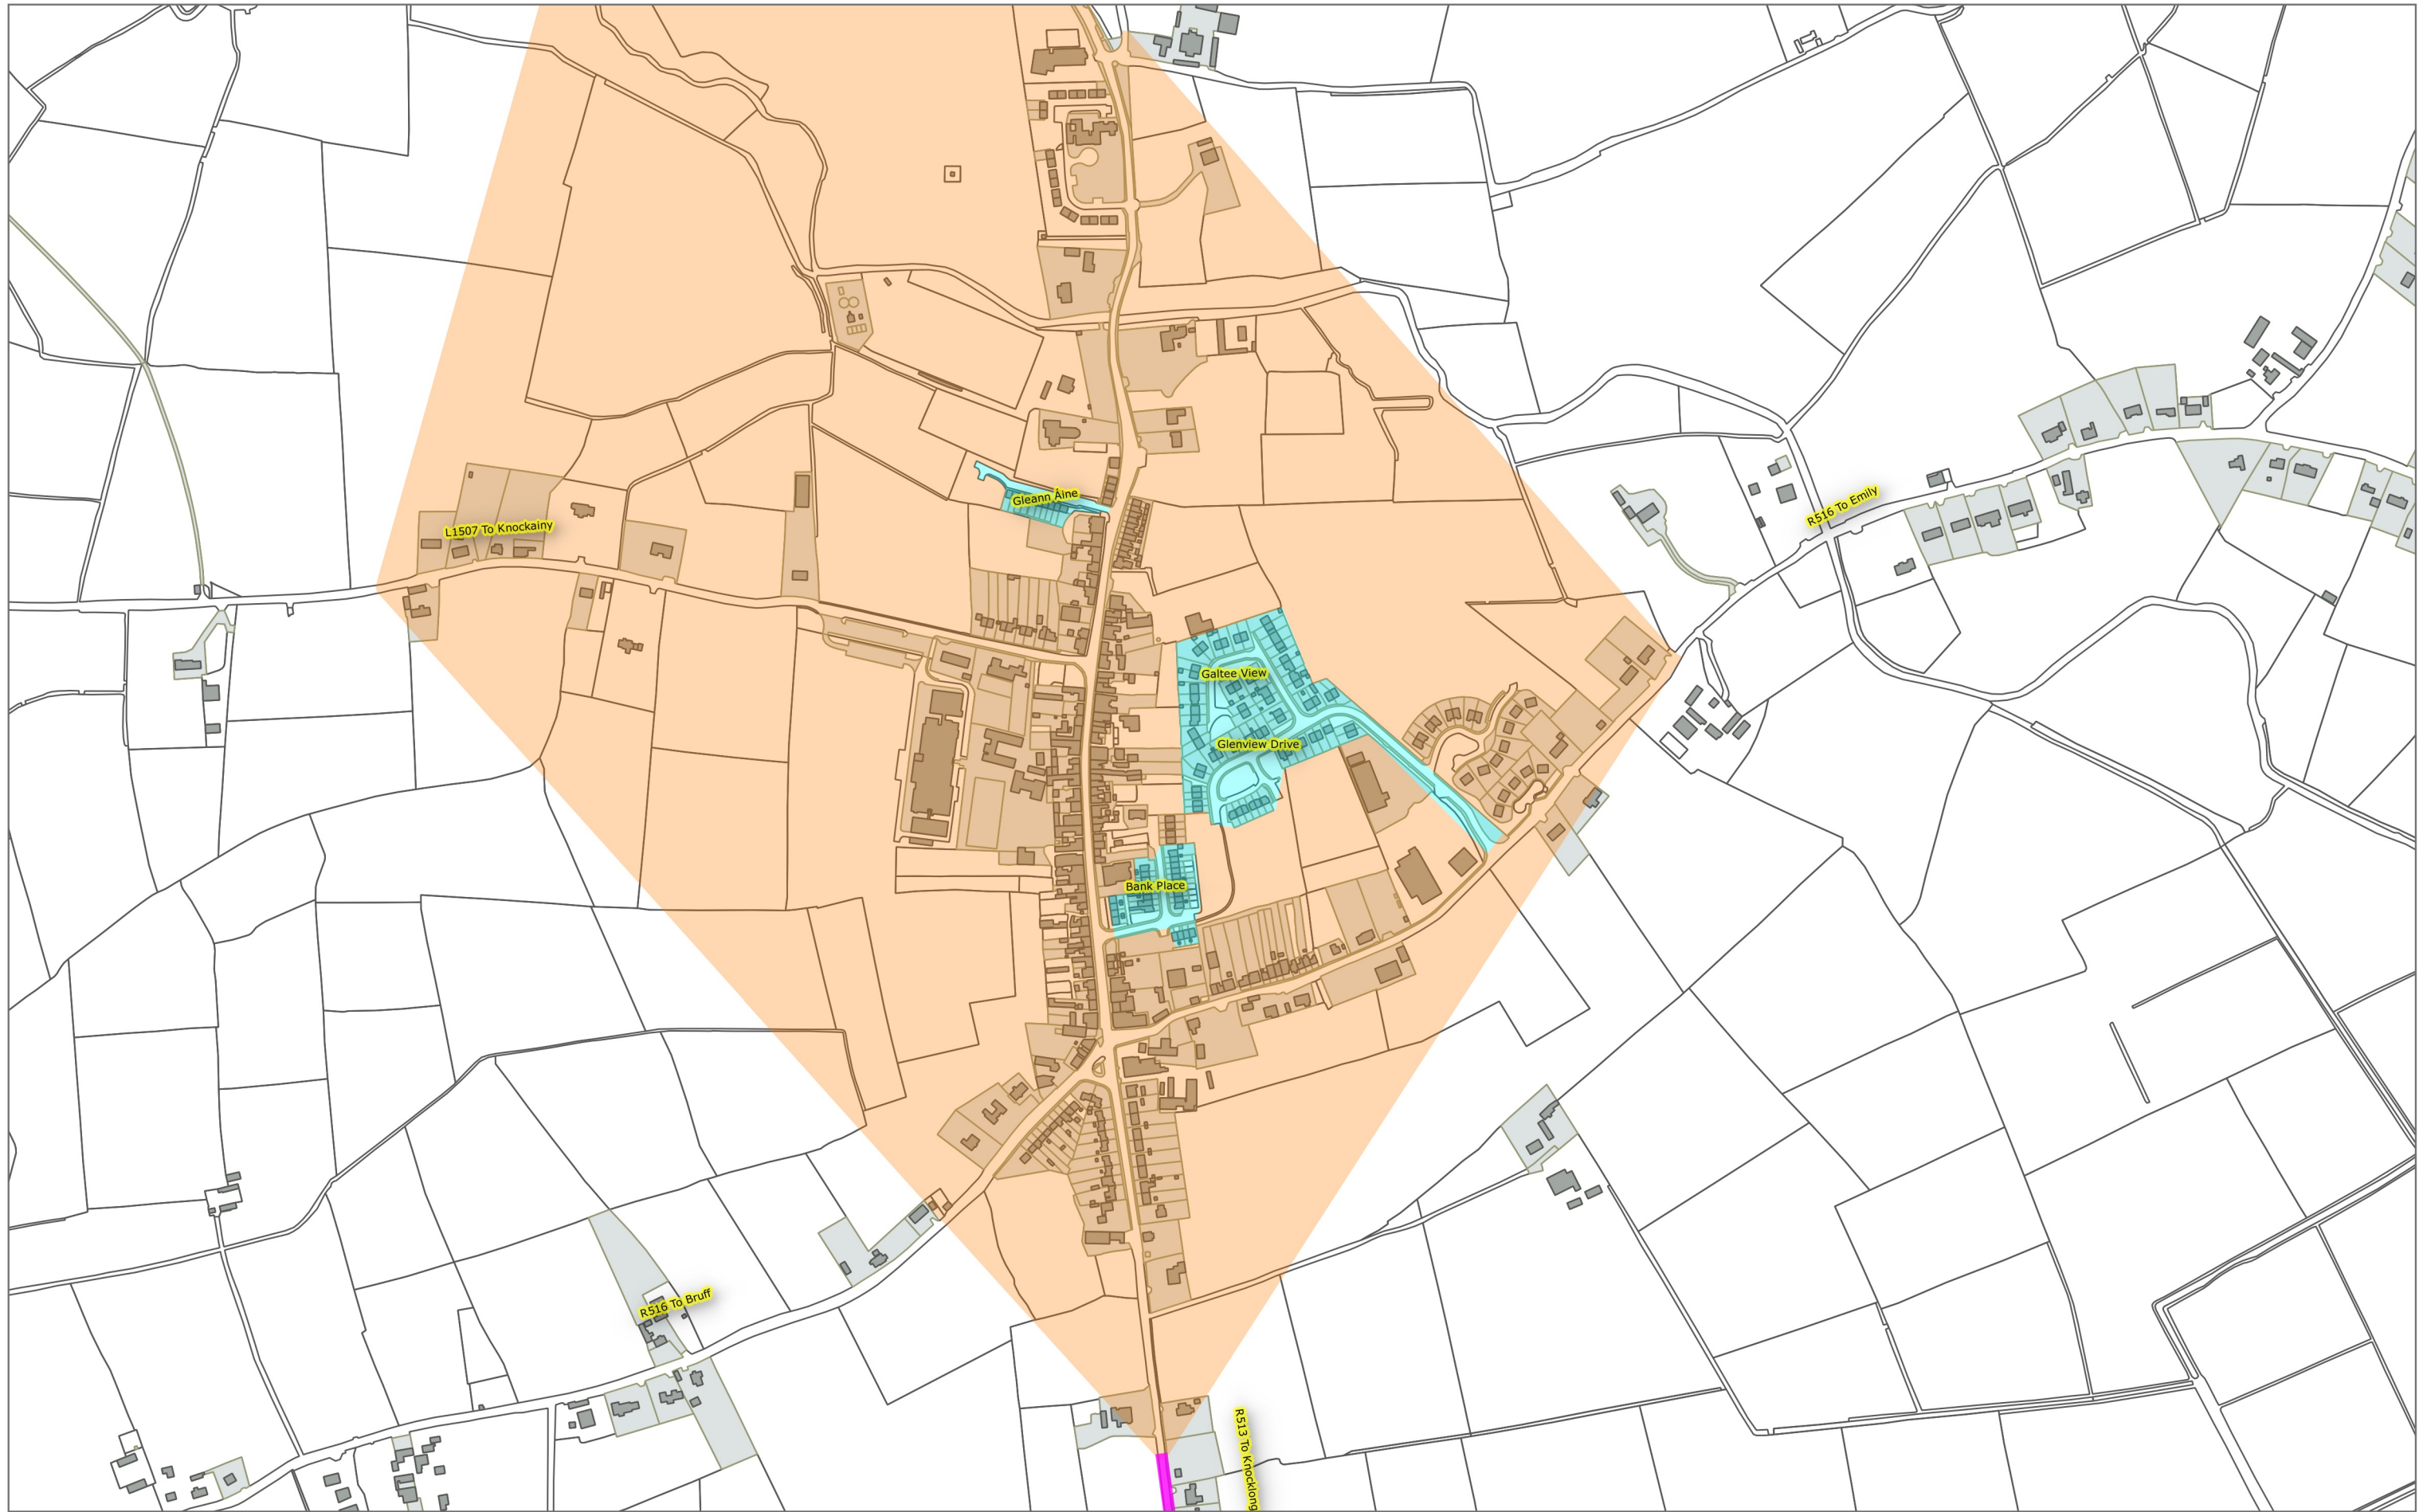 Gleann Áine
R516 To Emily
L1507 To Knockainy
Galtee View
Glenview Drive
Bank Place
R516 To Bruff
R513 To Knocklong